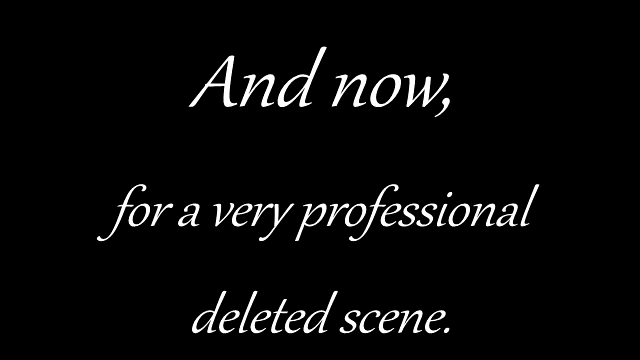 And now,
for a very professional
deleted scene.